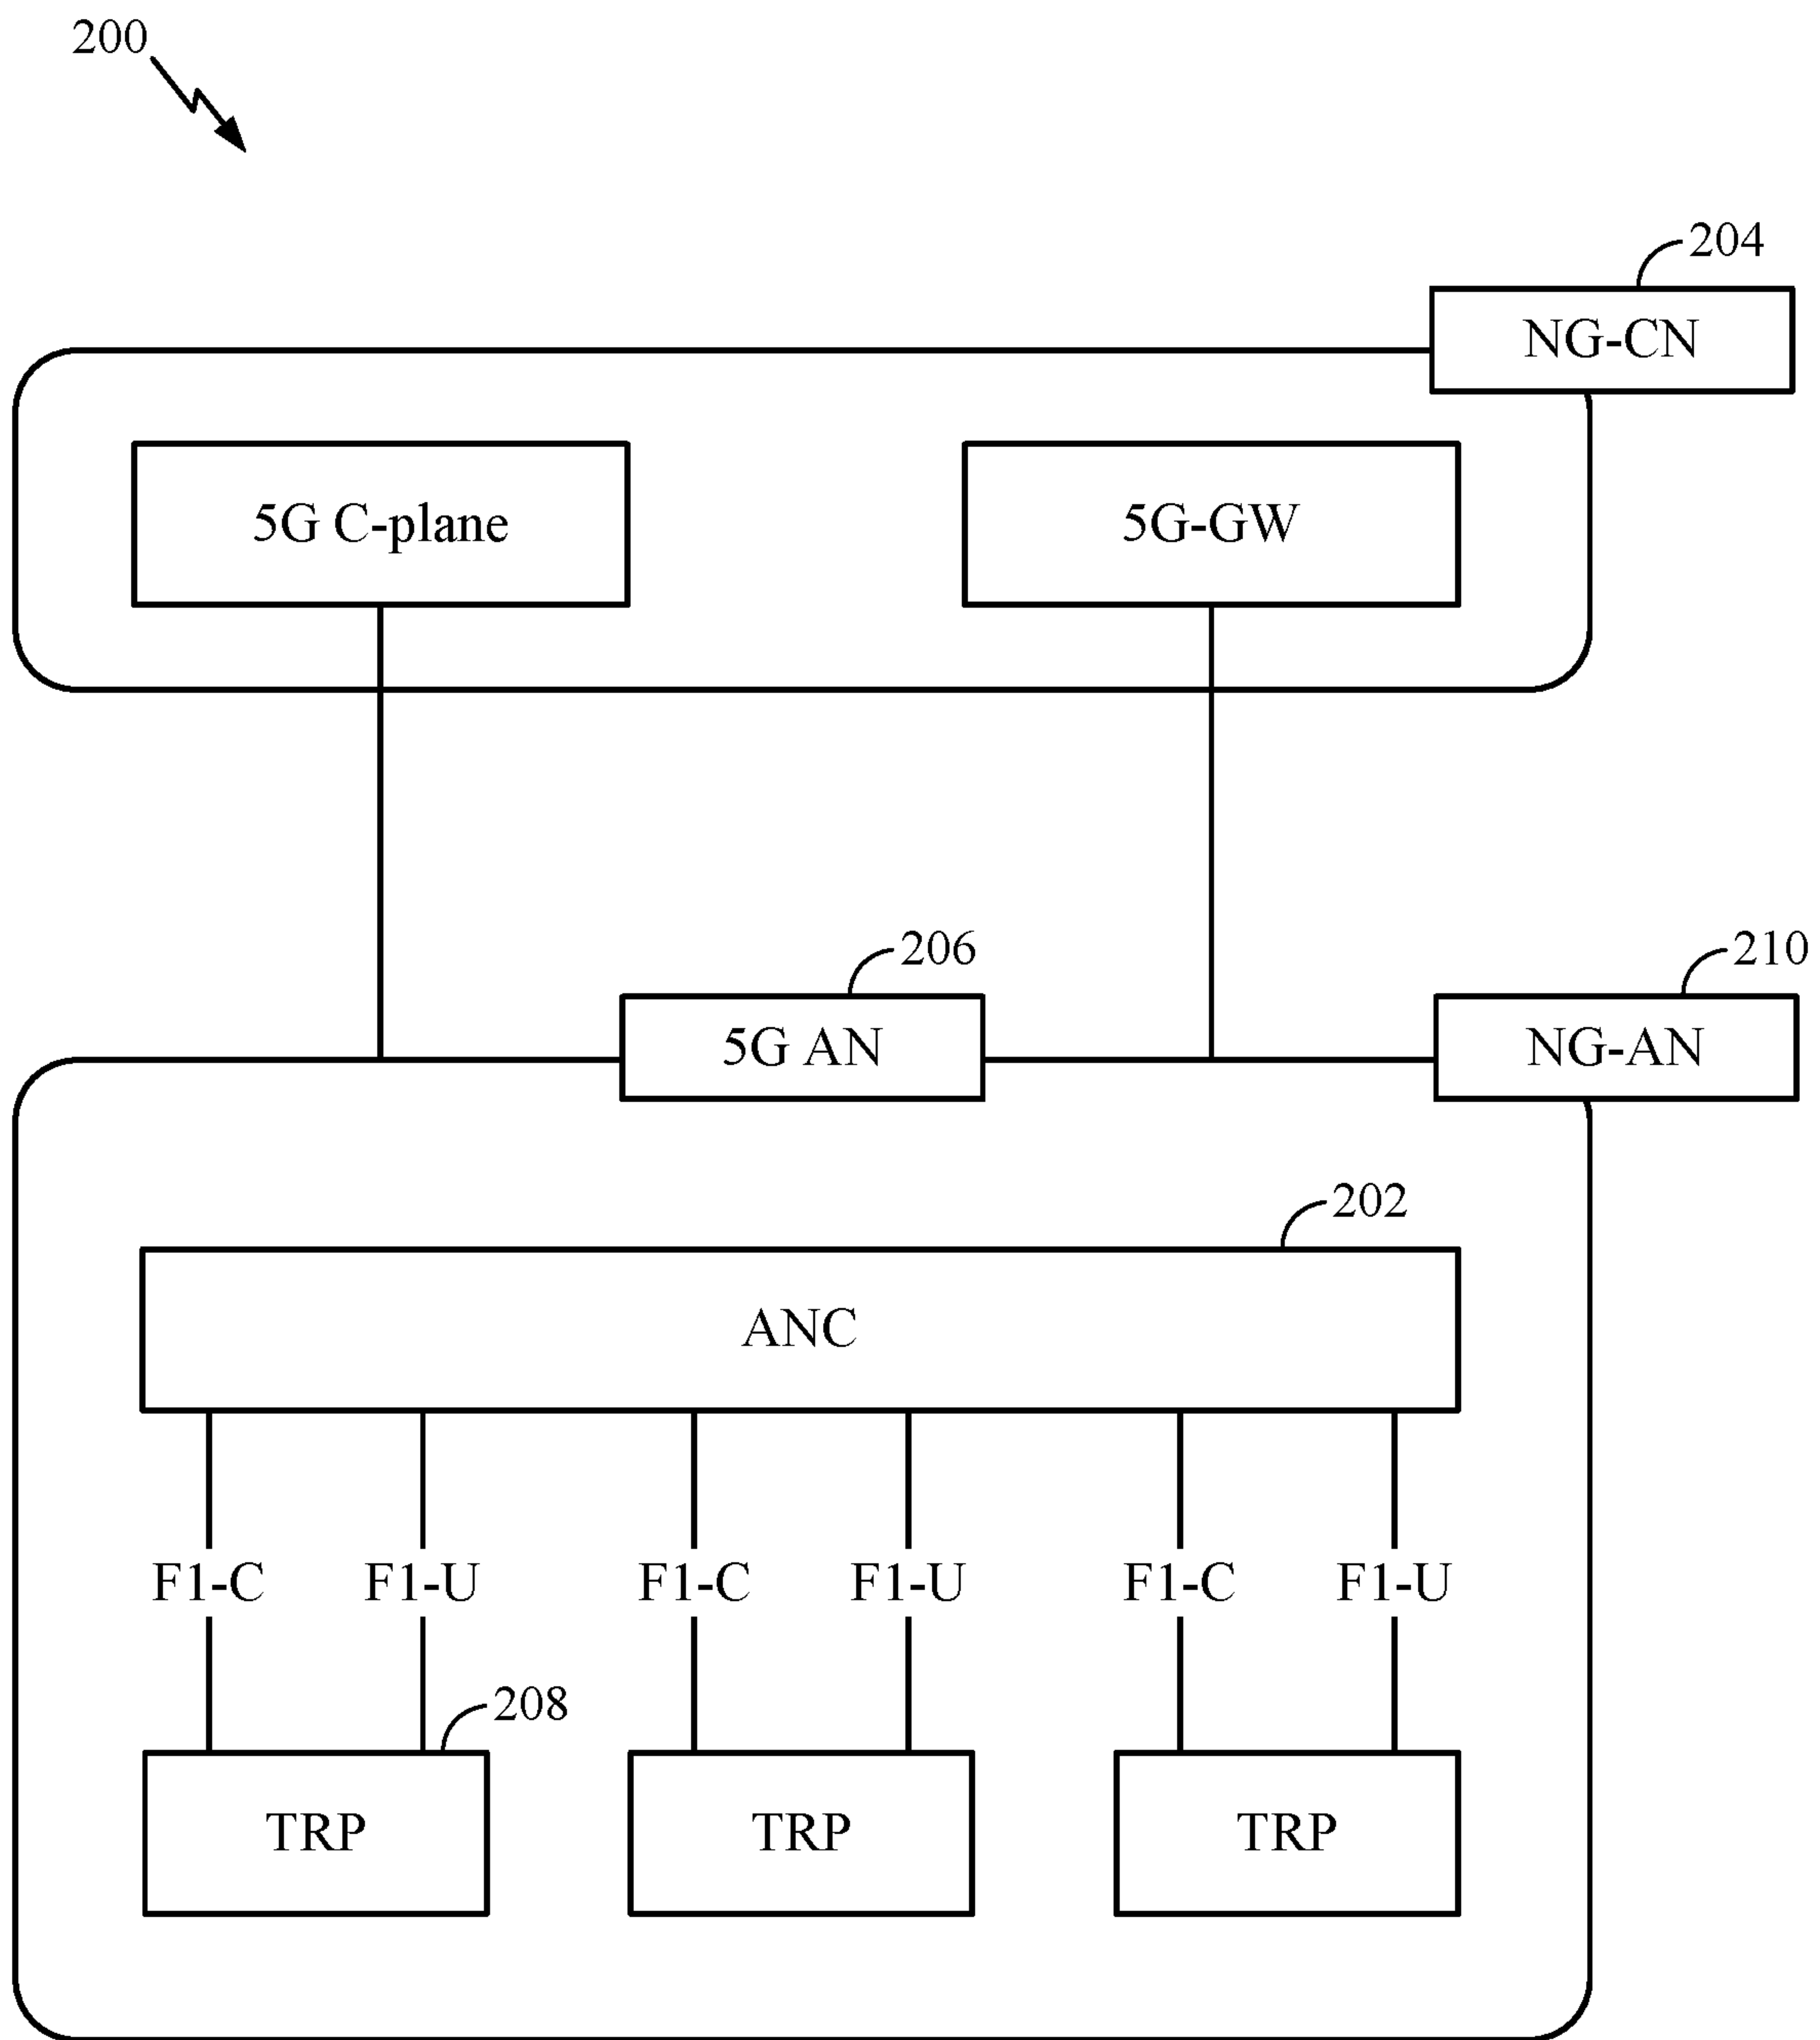 200
204
NG-CN
5G C-plane
5G-GW
206
210
5G AN
NG-AN
202
ANC
F1-C
F1-U
F1-C
F1-U
F1-C
F1-U
208
TRP
TRP
TRP